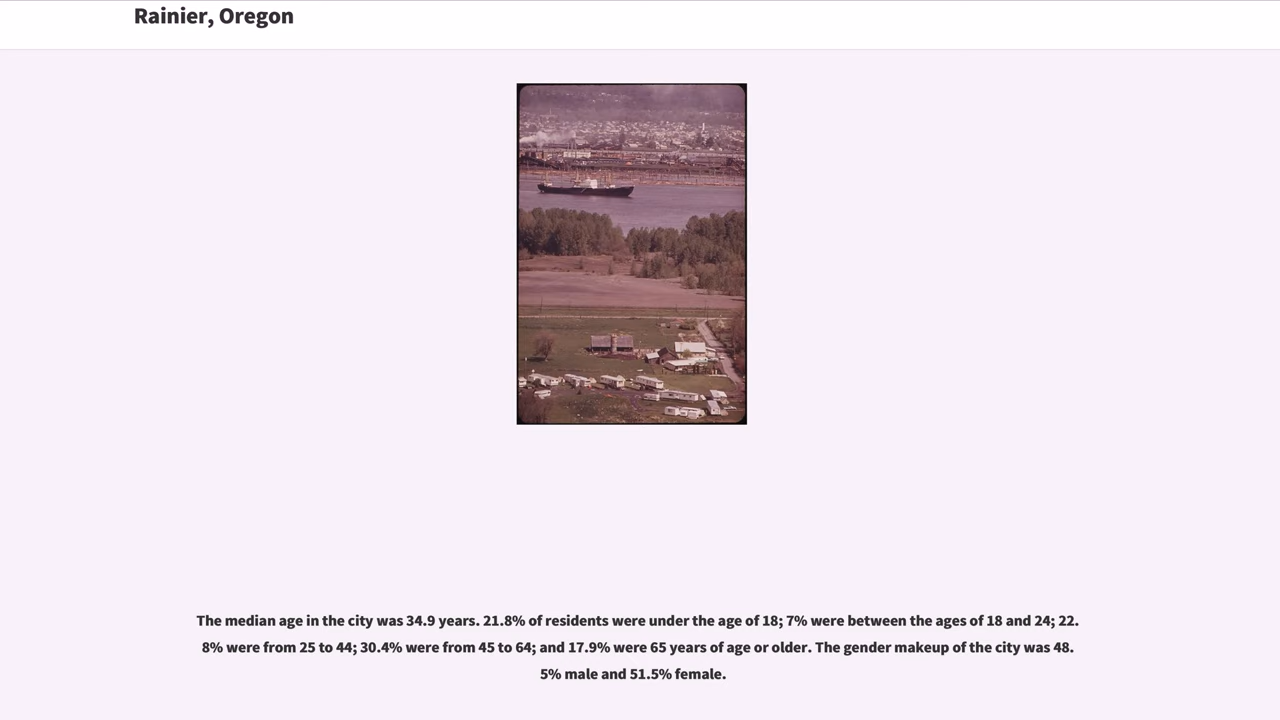 Rainier, Oregon
The median age in the city was 34.9 years. 21.8% of residents were under the age of 18; 7% were between the ages of 18 and 24; 22.
8% were from 25 to 44; 30.4% were from 45 to 64; and 17.9% were 65 years of age or older. The gender makeup of the city was 48.
5% male and 51.5% female.